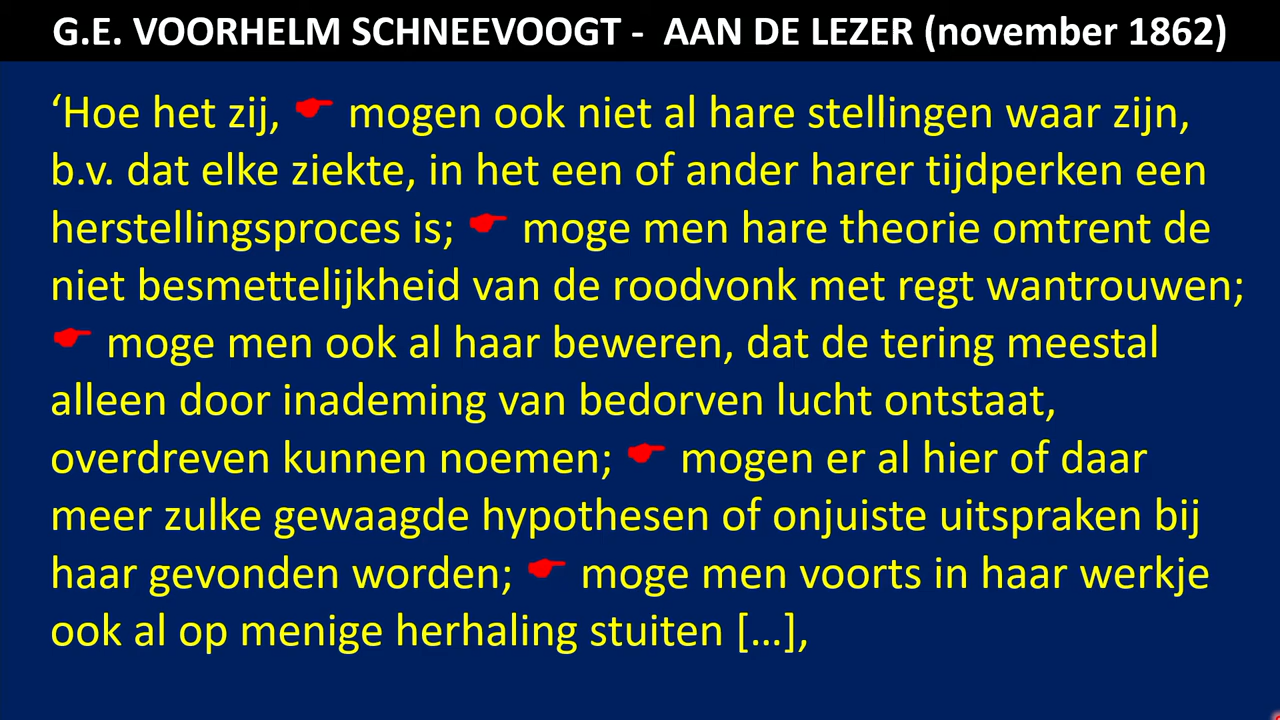 G.E. VOORHELM SCHNEEVOOGT - AAN DE LEZER (november 1862)
‘Hoe het zij, ☛ mogen ook niet al hare stellingen waar zijn,
b.v. dat elke ziekte, in het een of ander harer tijdperken een
herstellingsproces is; ☛ moge men hare theorie omtrent de
niet besmettelijkheid van de roodvonk met regt wantrouwen;
☛ moge men ook al haar beweren, dat de tering meestal
alleen door inademing van bedorven lucht ontstaat,
overdreven kunnen noemen; ☛ mogen er al hier of daar
meer zulke gewaagde hypothesen of onjuiste uitspraken bij
haar gevonden worden; ☛ moge men voorts in haar werkje
ook al op menige herhaling stuiten […],